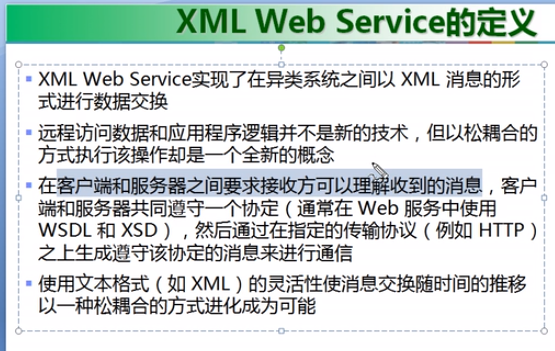 XML Web Service的定义
XML Web Service实现了在异类系统之间以 XML 消息的形
式进行数据交换
远程访问数据和应用程序逻辑并不是新的技术，但以松耦合的
方式执行该操作却是一个全新的概念
在客户端和服务器之间要求接收方可以理解收到的消息，客户
端和服务器共同遵守一个协定（通常在 Web 服务中使用
WSDL 和 XSD），然后通过在指定的传输协议（例如 HTTP）
之上生成遵守该协定的消息来进行通信
使用文本格式（如 XML）的灵活性使消息交换随时间的推移
以一种松耦合的方式进化成为可能